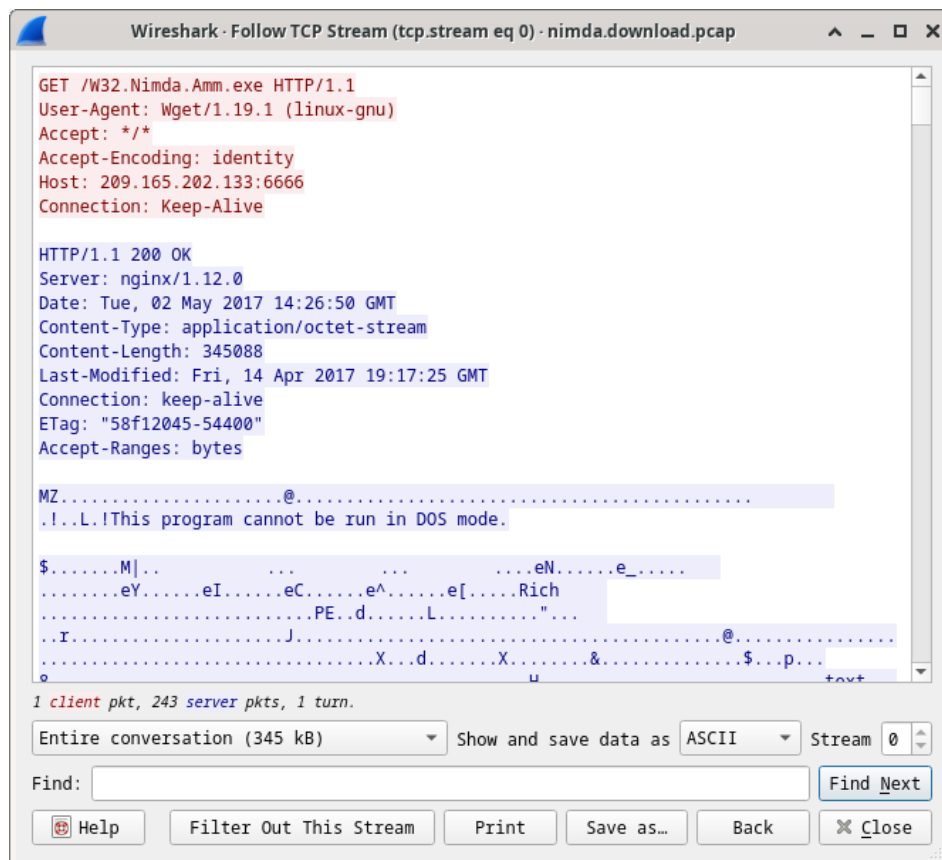 Wireshark · Follow TCP Stream (tcp.stream eq 0) · nimda.download.pcap
GET /W32.Nimda.Amm.exe HTTP/1.1
User-Agent: Wget/1.19.1 (linux-gnu)
Accept: */*
Accept-Encoding: identity
Host: 209.165.202.133:6666
Connection: Keep-Alive
HTTP/1.1 200 OK
Server: nginx/1.12.0
Date: Tue, 02 May 2017 14:26:50 GMT
Content-Type: application/octet-stream
Content-Length: 345088
Last-Modified: Fri, 14 Apr 2017 19:17:25 GMT
Connection: keep-alive
ETag: "58f12045-54400"
Accept-Ranges: bytes
MZ......................@..............................................
.!..L.!This program cannot be run in DOS mode.
$.......M|.. ... ... ....eN......e_.....
........eY......eI......eC......e^......e[.....Rich
...........................PE..d......L.........."...
..r......................J...........................................@................
.................................X...d.......X........&..............$...p...
1 client pkt, 243 server pkts, 1 turn.
Entire conversation (345 kB) Show and save data as ASCII Stream 0
Find: Find Next
Help Filter Out This Stream Print Save as… Back Close